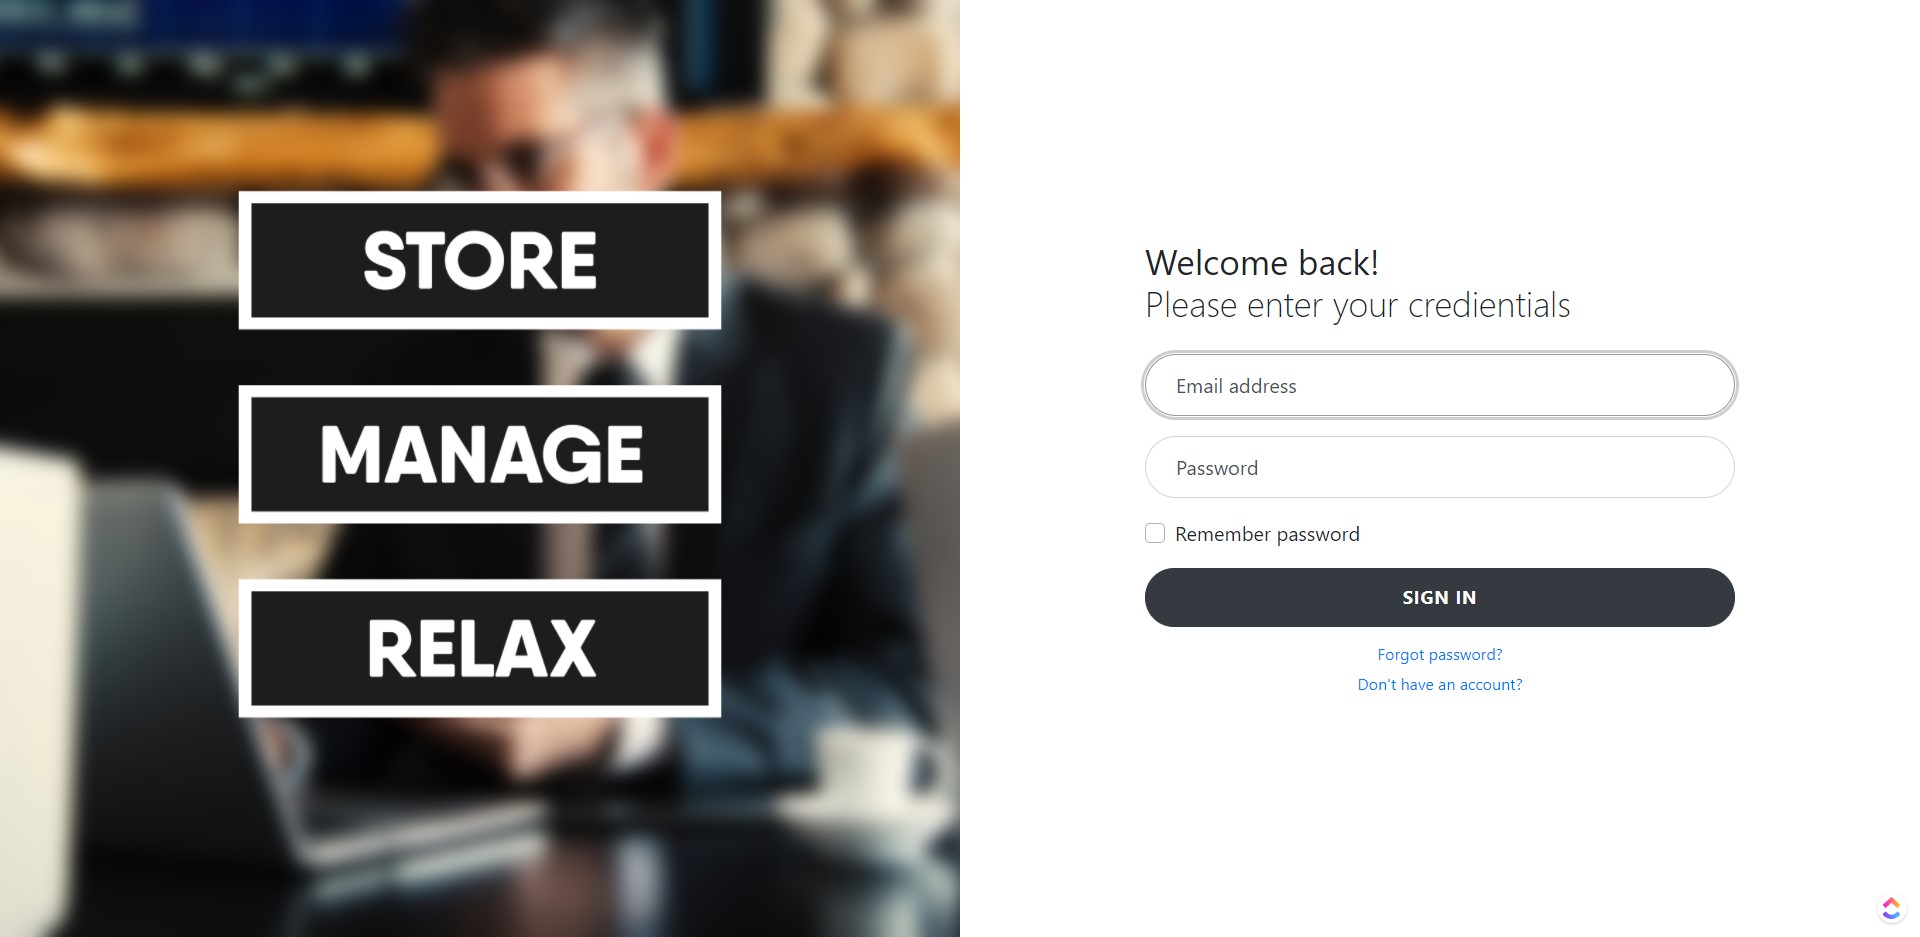 STORE
MANAGE
RELAX
Welcome back!
Please enter your credientials
Email address
Password
Remember password
SIGN IN
Forgot password?
Don't have an account?